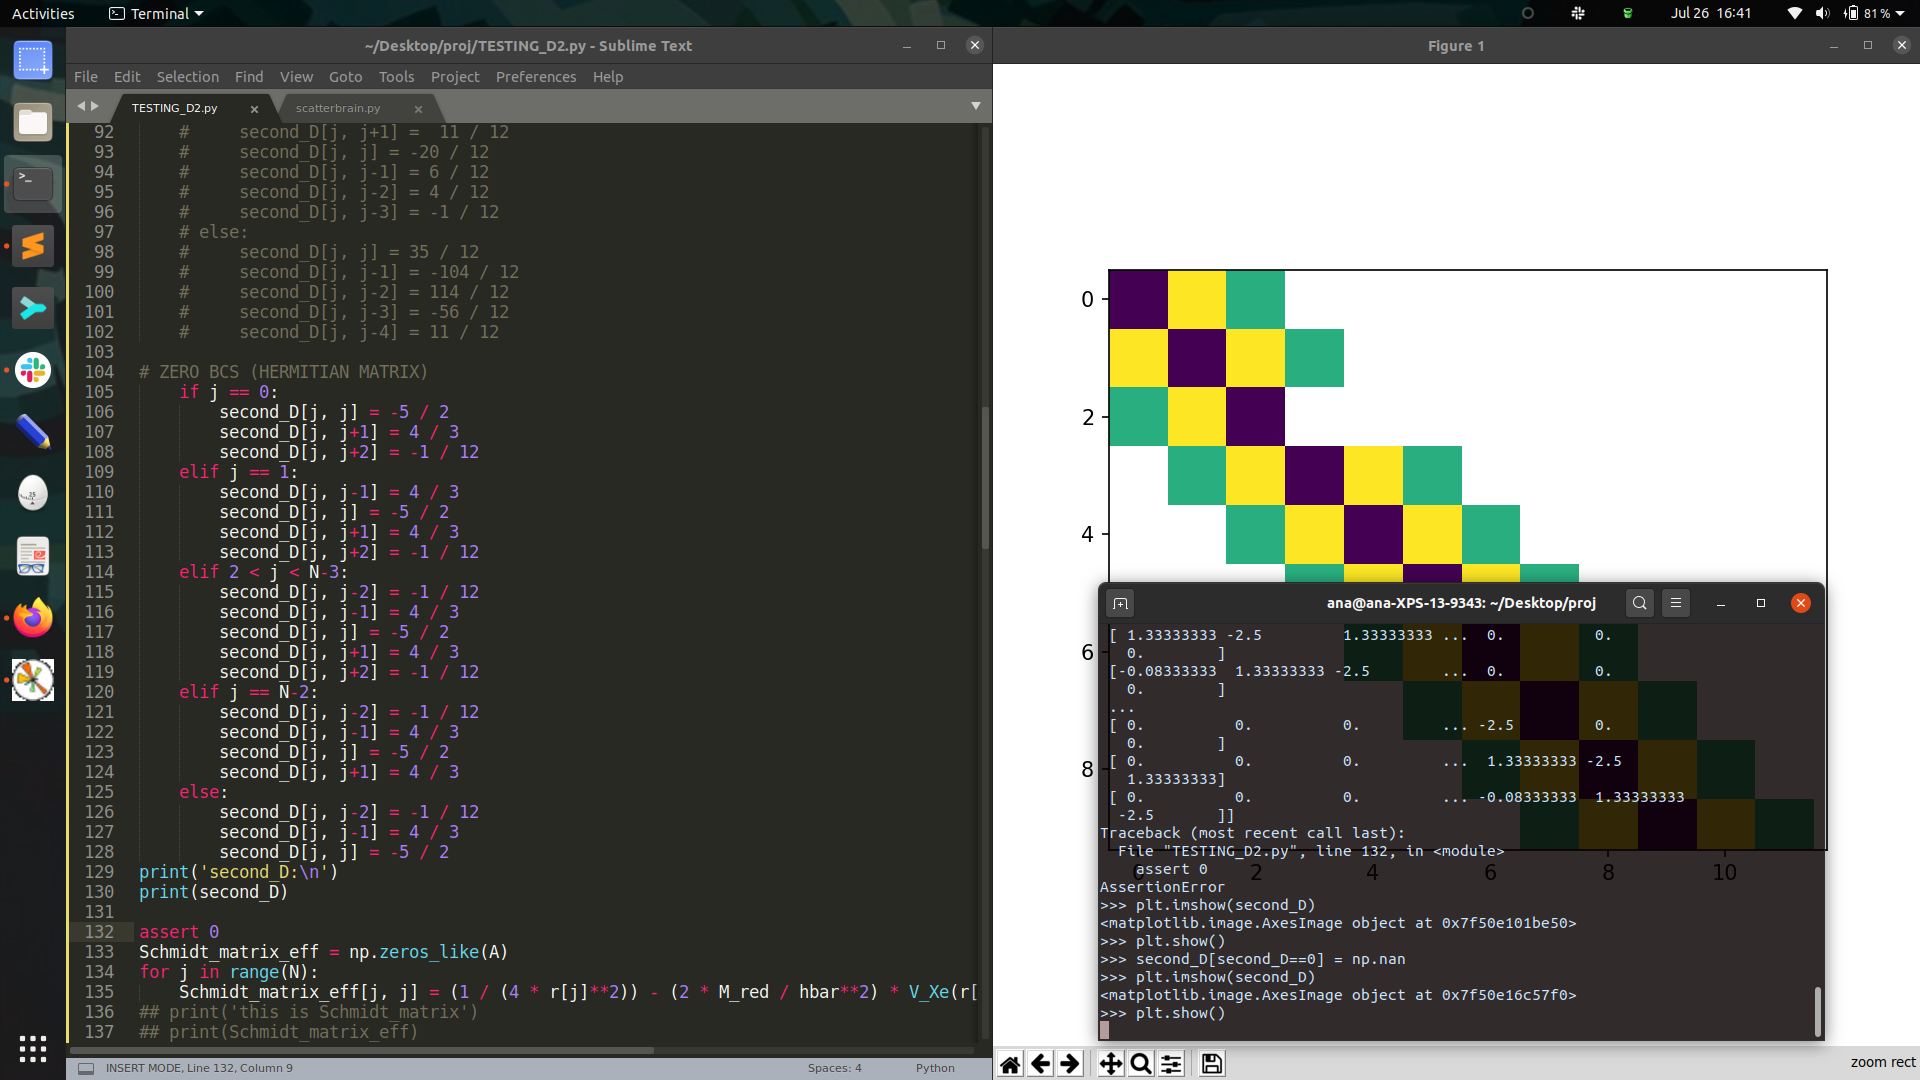 Activities
Terminal
Jul 26 16:41
81 %
~/Desktop/proj/TESTING_D2.py - Sublime Text
File Edit Selection Find View Goto Tools Project Preferences Help
TESTING_D2.py
scatterbrain.py
92 # second_D[j, j+1] = 11 / 12
93 # second_D[j, j] = -20 / 12
94 # second_D[j, j-1] = 6 / 12
95 # second_D[j, j-2] = 4 / 12
96 # second_D[j, j-3] = -1 / 12
97 # else:
98 # second_D[j, j] = 35 / 12
99 # second_D[j, j-1] = -104 / 12
100 # second_D[j, j-2] = 114 / 12
101 # second_D[j, j-3] = -56 / 12
102 # second_D[j, j-4] = 11 / 12
103
104 # ZERO BCS (HERMITIAN MATRIX)
105 if j == 0:
106 second_D[j, j] = -5 / 2
107 second_D[j, j+1] = 4 / 3
108 second_D[j, j+2] = -1 / 12
109 elif j == 1:
110 second_D[j, j-1] = 4 / 3
111 second_D[j, j] = -5 / 2
112 second_D[j, j+1] = 4 / 3
113 second_D[j, j+2] = -1 / 12
114 elif 2 < j < N-3:
115 second_D[j, j-2] = -1 / 12
116 second_D[j, j-1] = 4 / 3
117 second_D[j, j] = -5 / 2
118 second_D[j, j+1] = 4 / 3
119 second_D[j, j+2] = -1 / 12
120 elif j == N-2:
121 second_D[j, j-2] = -1 / 12
122 second_D[j, j-1] = 4 / 3
123 second_D[j, j] = -5 / 2
124 second_D[j, j+1] = 4 / 3
125 else:
126 second_D[j, j-2] = -1 / 12
127 second_D[j, j-1] = 4 / 3
128 second_D[j, j] = -5 / 2
129 print('second_D:\n')
130 print(second_D)
131
132 assert 0
133 Schmidt_matrix_eff = np.zeros_like(A)
134 for j in range(N):
135 Schmidt_matrix_eff[j, j] = (1 / (4 * r[j]**2)) - (2 * M_red / hbar**2) * V_Xe(r[
136 ## print('this is Schmidt_matrix')
137 ## print(Schmidt_matrix_eff)
INSERT MODE, Line 132, Column 9
Spaces: 4
Python
Figure 1
0
2
4
6
8
0 2 4 6 8 10
ana@ana-XPS-13-9343: ~/Desktop/proj
[ 1.33333333 -2.5 1.33333333 ... 0. 0.
0. ]
[-0.08333333 1.33333333 -2.5 ... 0. 0.
0. ]
...
[ 0. 0. 0. ... -2.5 0.
0. ]
[ 0. 0. 0. ... 1.33333333 -2.5
1.33333333]
[ 0. 0. 0. ... -0.08333333 1.33333333
-2.5 ]]
Traceback (most recent call last):
File "TESTING_D2.py", line 132, in <module>
assert 0
AssertionError
>>> plt.imshow(second_D)
<matplotlib.image.AxesImage object at 0x7f50e101be50>
>>> plt.show()
>>> second_D[second_D==0] = np.nan
>>> plt.imshow(second_D)
<matplotlib.image.AxesImage object at 0x7f50e16c57f0>
>>> plt.show()
zoom rect